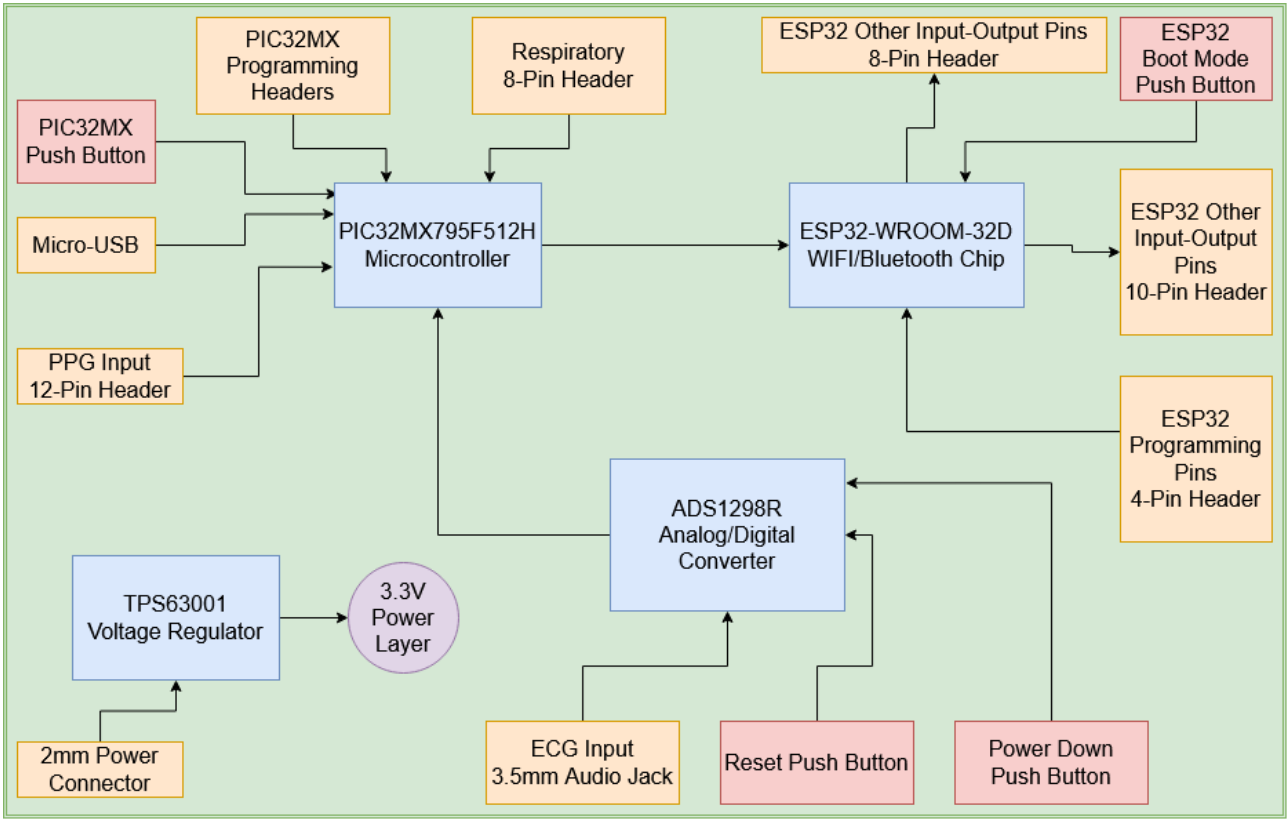 PIC32MX
Programming
Headers
Respiratory
8-Pin Header
ESP32 Other Input-Output Pins
8-Pin Header
ESP32
Boot Mode
Push Button
PIC32MX
Push Button
Micro-USB
PIC32MX795F512H
Microcontroller
ESP32-WROOM-32D
WIFI/Bluetooth Chip
ESP32 Other
Input-Output
Pins
10-Pin Header
PPG Input
12-Pin Header
ESP32
Programming
Pins
4-Pin Header
ADS1298R
Analog/Digital
Converter
TPS63001
Voltage Regulator
3.3V
Power
Layer
2mm Power
Connector
ECG Input
3.5mm Audio Jack
Reset Push Button
Power Down
Push Button